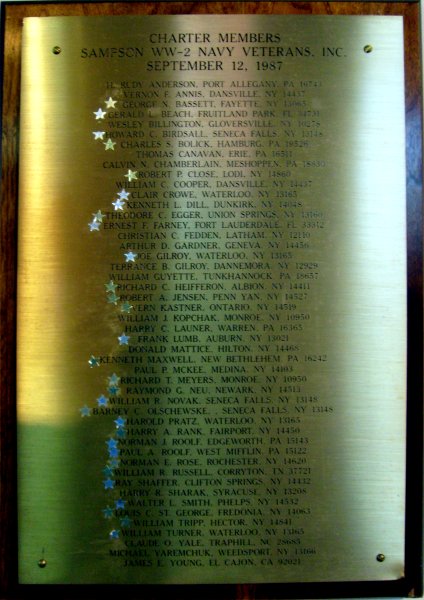 CHARTER MEMBERS
SAMPSON WW-2 NAVY VETERANS, INC.
SEPTEMBER 12, 1987
H. RUDY ANDERSON, PORT ALLEGANY, PA 16743
VERNON F. ANNIS, DANSVILLE, NY 14437
GEORGE N. BASSETT, FAYETTE, NY 13065
GERALD L. BEACH, FRUITLAND PARK, FL 34731
WESLEY BILLINGTON, GLOVERSVILLE, NY 10278
HOWARD C. BIRDSALL, SENECA FALLS, NY 13148
CHARLES S. BOLICK, HAMBURG, PA 19526
THOMAS CANAVAN, ERIE, PA 16511
CALVIN N. CHAMBERLAIN, MESHOPPEN, PA 18630
ROBERT P. CLOSE, LODI, NY 14860
WILLIAM C. COOPER, DANSVILLE, NY 14437
CLAIR CROWE, WATERLOO, NY 13165
KENNETH L. DILL, DUNKIRK, NY 14048
THEODORE C. EGGER, UNION SPRINGS, NY 13160
ERNEST F. FARNEY, FORT LAUDERDALE, FL 33312
CHRISTIAN C. FEDDEN, LATHAM, NY 12110
ARTHUR D. GARDNER, GENEVA, NY 14456
JOE GILROY, WATERLOO, NY 13165
TERRANCE B. GILROY, DANNEMORA, NY 12929
WILLIAM GUYETTE, TUNKHANNOCK, PA 18657
RICHARD C. HEIFFERON, ALBION, NY 14411
ROBERT A. JENSEN, PENN YAN, NY 14527
VERN KASTNER, ONTARIO, NY 14519
WILLIAM J. KOPCHAK, MONROE, NY 10950
HARRY C. LAUNER, WARREN, PA 16365
FRANK LUMB, AUBURN, NY 13021
DONALD MATTICE, HILTON, NY 14468
KENNETH MAXWELL, NEW BETHLEHEM, PA 16242
PAUL P. MCKEE, MEDINA, NY 14103
RICHARD T. MEYERS, MONROE, NY 10950
RAYMOND G. NEU, NEWARK, NY 14513
WILLIAM R. NOVAK, SENECA FALLS, NY 13148
BARNEY C. OLSCHEWSKE, , SENECA FALLS, NY 13148
HAROLD PRATZ, WATERLOO, NY 13165
HARRY A. RANK, FAIRPORT, NY 14450
NORMAN J. ROOLF, EDGEWORTH, PA 15143
PAUL A. ROOLF, WEST MIFFLIN, PA 15122
NORMAN E. ROSE, ROCHESTER, NY 14620
WILLIAM R. RUSSELL, CORRYTON, TN 37721
RAY SHAFFER, CLIFTON SPRINGS, NY 14432
HARRY R. SHARAK, SYRACUSE, NY 13208
WALTER L. SMITH, PHELPS, NY 14532
LOUIS C. ST. GEORGE, FREDONIA, NY 14063
WILLIAM TRIPP, HECTOR, NY 14841
WILLIAM TURNER, WATERLOO, NY 13165
CLAUDE O. YALE, TRAPHILL, NC 28685
MICHAEL YAREMCHUK, WEEDSPORT, NY 13166
JAMES E. YOUNG, EL CAJON, CA 92021